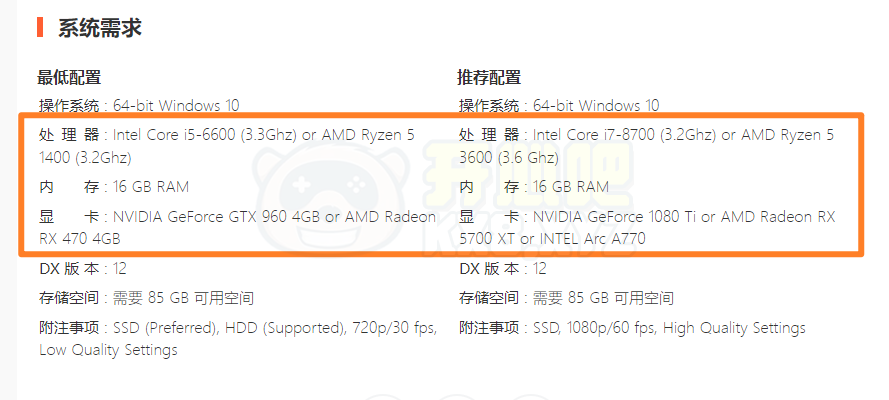 系统需求
最低配置
操作系统 : 64-bit Windows 10
处 理 器 : Intel Core i5-6600 (3.3Ghz) or AMD Ryzen 5
1400 (3.2Ghz)
内 存 : 16 GB RAM
显 卡 : NVIDIA GeForce GTX 960 4GB or AMD Radeon
RX 470 4GB
DX 版 本 : 12
存储空间 : 需要 85 GB 可用空间
附注事项 : SSD (Preferred), HDD (Supported), 720p/30 fps,
Low Quality Settings
推荐配置
操作系统 : 64-bit Windows 10
处 理 器 : Intel Core i7-8700 (3.2Ghz) or AMD Ryzen 5
3600 (3.6 Ghz)
内 存 : 16 GB RAM
显 卡 : NVIDIA GeForce 1080 Ti or AMD Radeon RX
5700 XT or INTEL Arc A770
DX 版 本 : 12
存储空间 : 需要 85 GB 可用空间
附注事项 : SSD, 1080p/60 fps, High Quality Settings